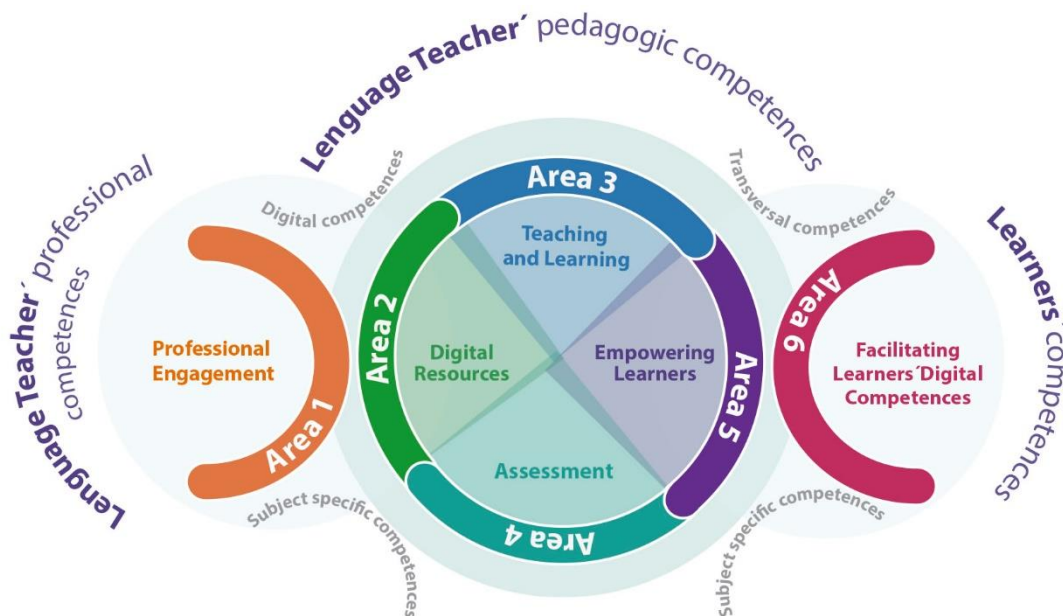 Lenguage Teacher´ professional
competences
Lenguage Teacher´ pedagogic competences
Learners´ competences
Digital competences
Transversal competences
Subject specific competences
Subject specific competences
Area 1
Professional
Engagement
Area 2
Digital
Resources
Area 3
Teaching
and Learning
Area 4
Assessment
Area 5
Empowering
Learners
Area 6
Facilitating
Learners´Digital
Competences